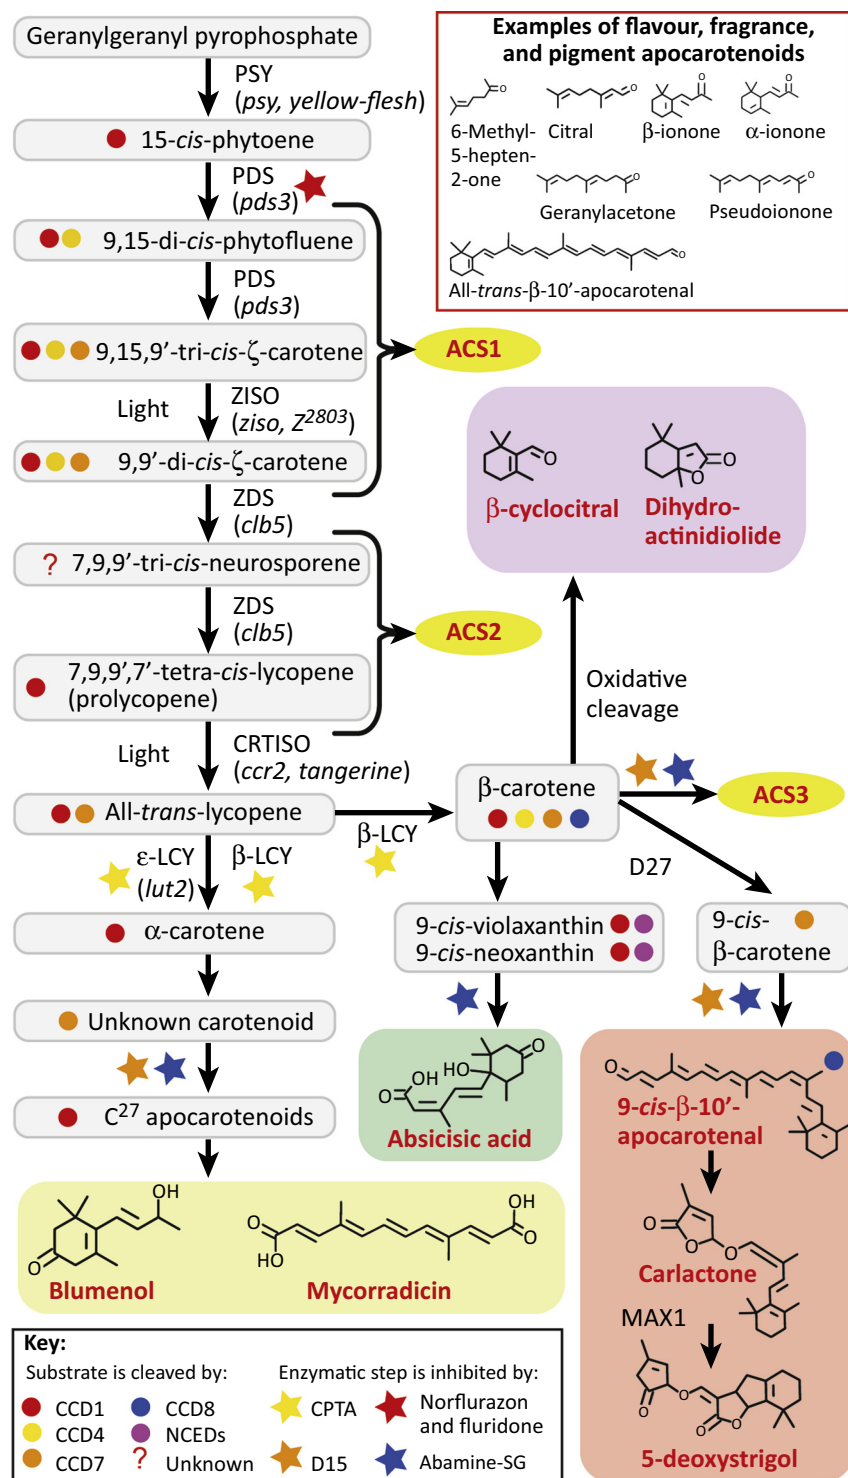 Geranylgeranyl pyrophosphate
PSY
(psy, yellow-flesh)
15-cis-phytoene
PDS
(pds3)
9,15-di-cis-phytofluene
PDS
(pds3)
9,15,9’-tri-cis-ζ-carotene
Light
ZISO
(ziso, Z2803)
9,9’-di-cis-ζ-carotene
ZDS
(clb5)
? 7,9,9’-tri-cis-neurosporene
ZDS
(clb5)
7,9,9’,7’-tetra-cis-lycopene
(prolycopene)
Light
CRTISO
(ccr2, tangerine)
All-trans-lycopene
ε-LCY
(lut2)
β-LCY
α-carotene
Unknown carotenoid
C27 apocarotenoids
OH
O
Blumenol
O
HO
OH
O
Mycorradicin
ACS1
ACS2
Examples of flavour, fragrance,
and pigment apocarotenoids
O
6-Methyl-
5-hepten-
2-one
O
Citral
O
β-ionone
O
α-ionone
O
Geranylacetone
O
Pseudoionone
O
All-trans-β-10’-apocarotenal
O
β-cyclocitral
O
O
Dihydro-
actinidiolide
Oxidative
cleavage
β-LCY
β-carotene
ACS3
D27
9-cis-violaxanthin
9-cis-neoxanthin
9-cis-
β-carotene
O
HO
OH
O
Absicisic acid
O
9-cis-β-10’-
apocarotenal
O
O
O
Carlactone
MAX1
O
O
O
O
5-deoxystrigol
Key:
Substrate is cleaved by:
CCD1
CCD4
CCD7
CCD8
NCEDs
? Unknown
Enzymatic step is inhibited by:
CPTA
D15
Norflurazon
and fluridone
Abamine-SG